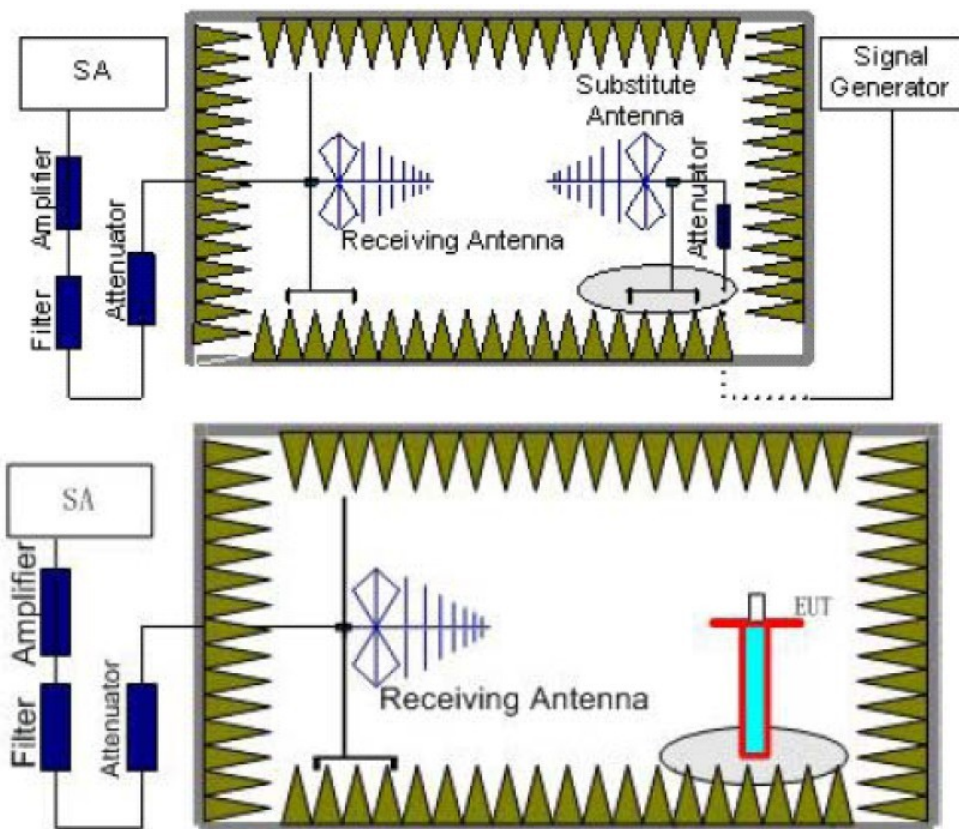 SA
Signal
Generator
Substitute
Antenna
Amplifier
Attenuator
Attenuator
Receiving Antenna
Filter
SA
Amplifier
EUT
Attenuator
Receiving Antenna
Filter